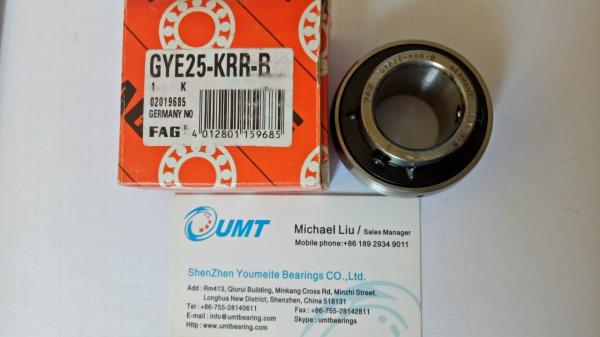 GYE25-KRR-B
1 K
02019685
GERMANY NO
FAG R
4 012801 159685
GYE25-KRR-B GERMANY
UMT
Michael Liu / Sales Manager
Mobile phone:+86 189 2934 9011
ShenZhen Youmeite Bearings CO.,Ltd.
Add : Rm413, Qiorui Building, Minkang Cross Rd, Minzhi Street,
Longhua New District, Shenzhen, China 518131
Tel : +86-755-28140611 Fax : +86-755-28142811
E-mail : info@umtbearing.com Skype : umtbearings
Http : www.umtbearing.com